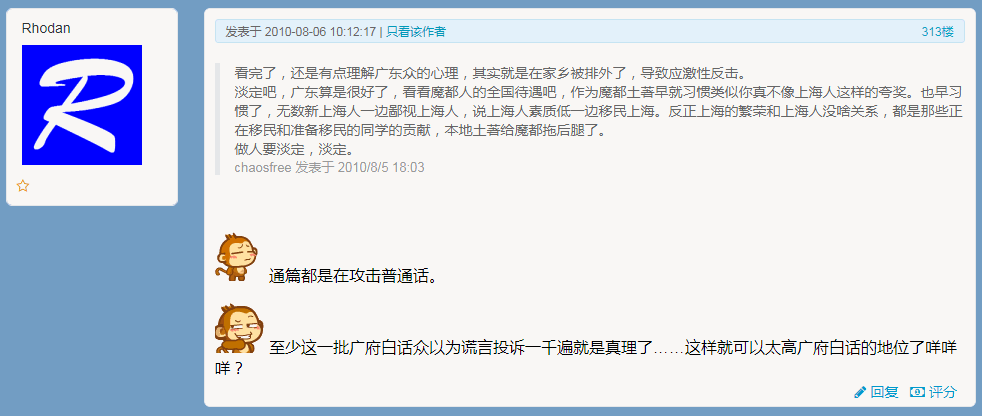 Rhodan
R
发表于 2010-08-06 10:12:17 | 只看该作者
313楼
看完了，还是有点理解广东众的心理，其实就是在家乡被排外了，导致应激性反击。
淡定吧，广东算是很好了，看看魔都人的全国待遇吧，作为魔都土著早就习惯类似你真不像上海人这样的夸奖。也早习
惯了，无数新上海人一边鄙视上海人，说上海人素质低一边移民上海。反正上海的繁荣和上海人没啥关系，都是那些正
在移民和准备移民的同学的贡献，本地土著给魔都拖后腿了。
做人要淡定，淡定。
chaosfree 发表于 2010/8/5 18:03
通篇都是在攻击普通话。
至少这一批广府白话众以为谎言投诉一千遍就是真理了……这样就可以太高广府白话的地位了咩咩
咩？
回复 评分